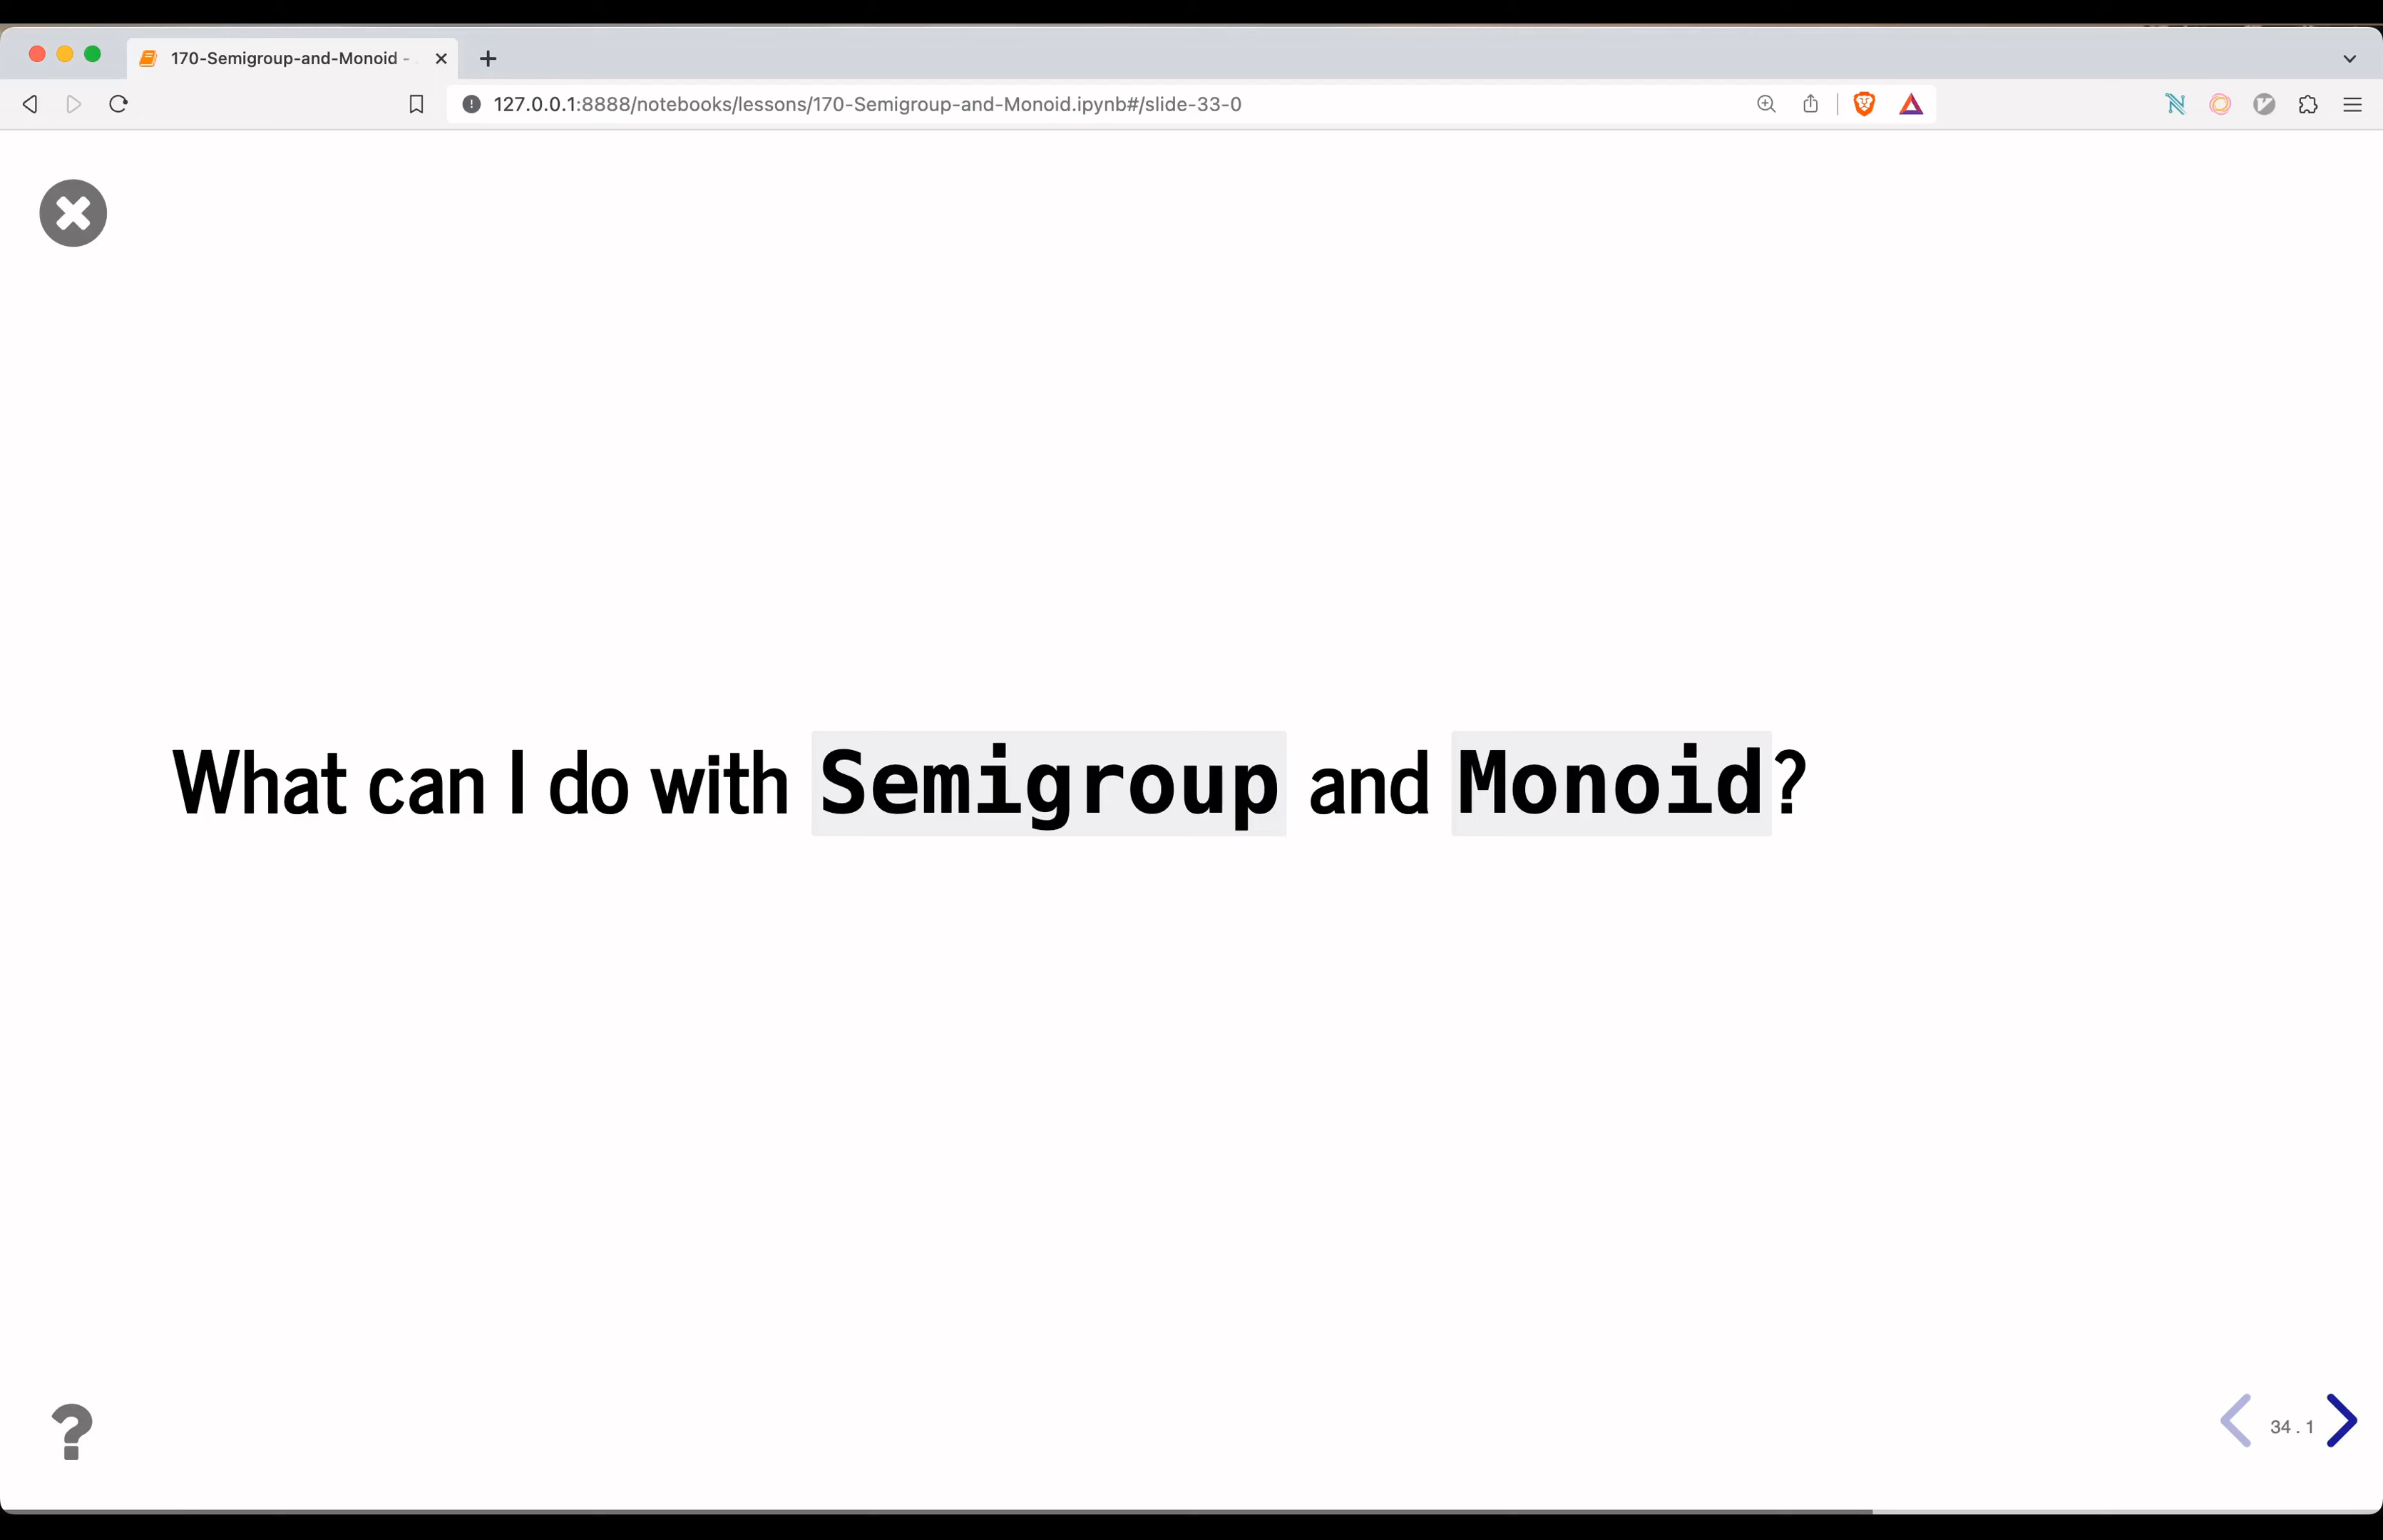 170-Semigroup-and-Monoid -
127.0.0.1:8888/notebooks/lessons/170-Semigroup-and-Monoid.ipynb#/slide-33-0
What can I do with Semigroup and Monoid?
?
34 . 1